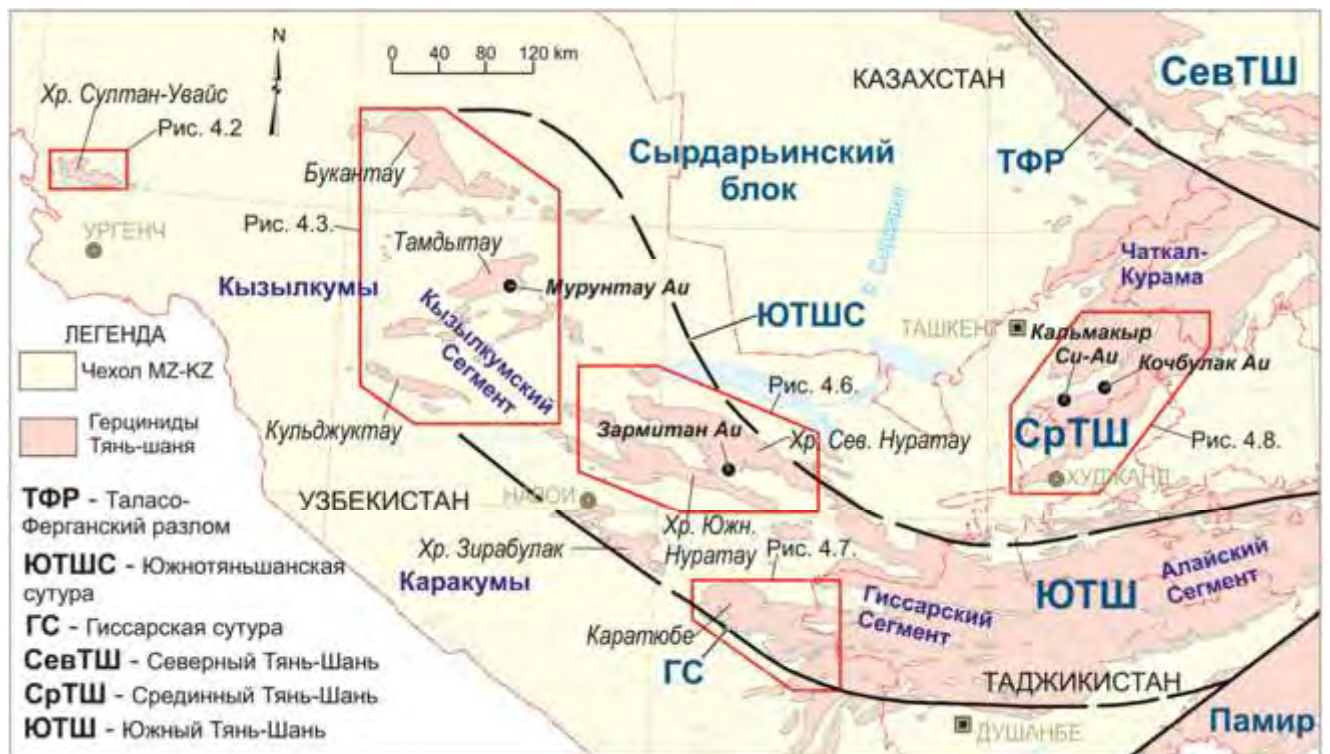 N
0 40 80 120 km
КАЗАХСТАН
СевТШ
Хр. Султан-Увайс
Рис. 4.2
Сырдарьинский
блок
ТФР
Букантау
УРГЕНЧ
Рис. 4.3.
р. Сырдарья
Чаткал-
Курама
Тамдытау
Кызылкумы
Мурунтау Au
ЮТШС
ТАШКЕНТ
Кальмакыр
Cu-Au
Кочбулак Au
Кызылкумский
Сегмент
ЛЕГЕНДА
Чехол MZ-KZ
Герциниды
Тянь-шаня
Рис. 4.6.
Кульджуктау
Зармитан Au
Хр. Сев. Нуратау
СрТШ
Рис. 4.8.
ХУДЖАНД
УЗБЕКИСТАН
НАВОИ
Хр. Южн.
Нуратау
Рис. 4.7.
Хр. Зирабулак
Каракумы
Алайский
Сегмент
ЮТШ
Гиссарский
Сегмент
Каратюбе
ГС
ТАДЖИКИСТАН
ДУШАНБЕ
Памир
ТФР - Таласо-
Ферганский разлом
ЮТШС - Южнотяньшанская
сутура
ГС - Гиссарская сутура
СевТШ - Северный Тянь-Шань
СрТШ - Срединный Тянь-Шань
ЮТШ - Южный Тянь-Шань